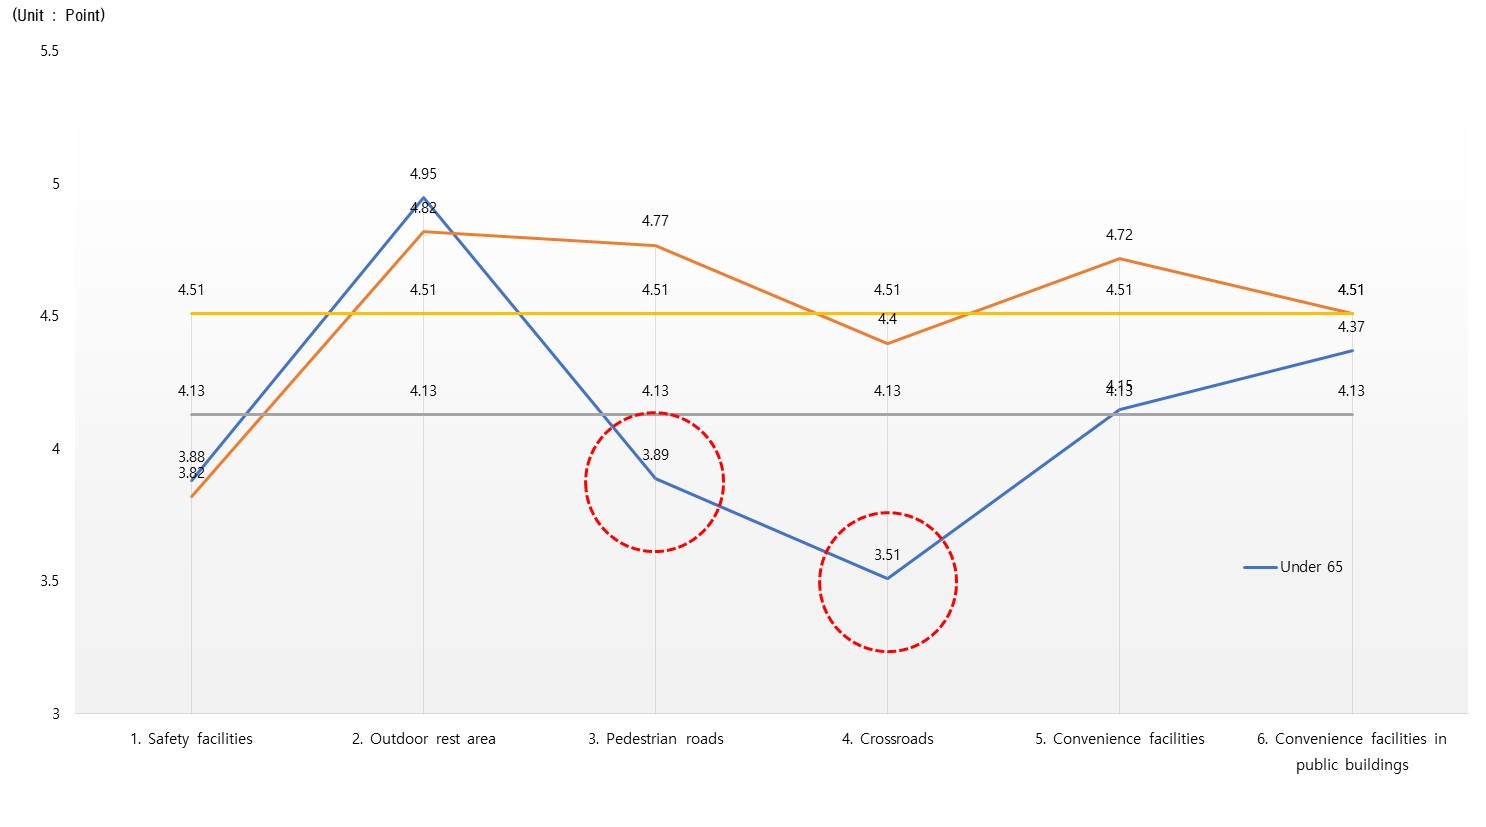 (Unit : Point)
5.5
5
4.5
4
3.5
3
4.95
4.82
4.77
4.72
4.51 4.51 4.51 4.51 4.51 4.51
4.51
4.4
4.37
4.13 4.13 4.13 4.13 4.13 4.13
4.15
3.88
3.82
3.89
3.51
Under 65
1. Safety facilities
2. Outdoor rest area
3. Pedestrian roads
4. Crossroads
5. Convenience facilities
6. Convenience facilities in
public buildings